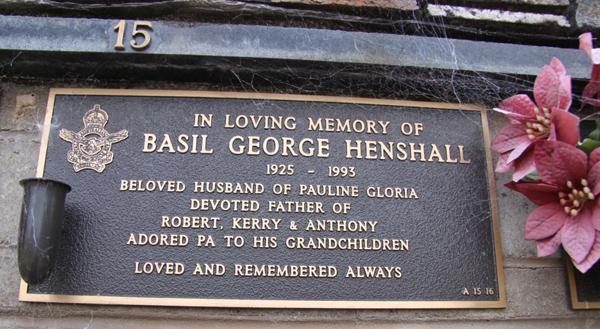 15
IN LOVING MEMORY OF
BASIL GEORGE HENSHALL
1925 - 1993
BELOVED HUSBAND OF PAULINE GLORIA
DEVOTED FATHER OF
ROBERT, KERRY & ANTHONY
ADORED PA TO HIS GRANDCHILDREN
LOVED AND REMEMBERED ALWAYS
A 15 16